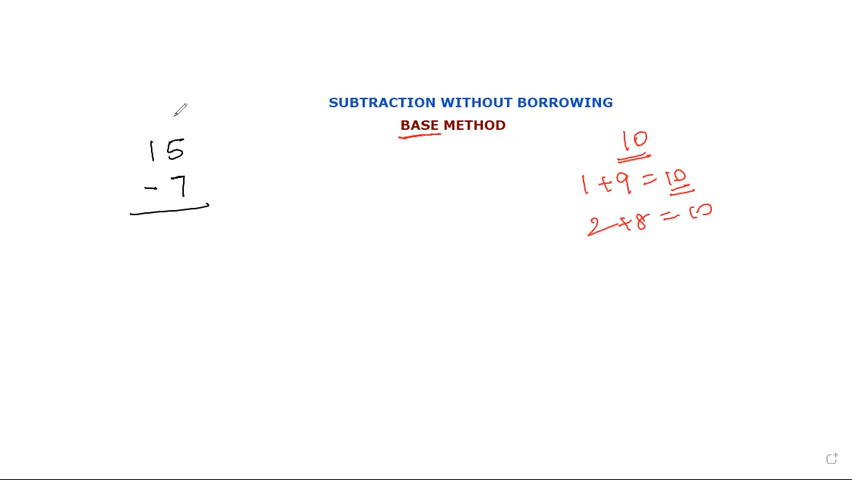 SUBTRACTION WITHOUT BORROWING
BASE METHOD
10
1 + 9 = 10
2 + 8 = 10
15
- 7